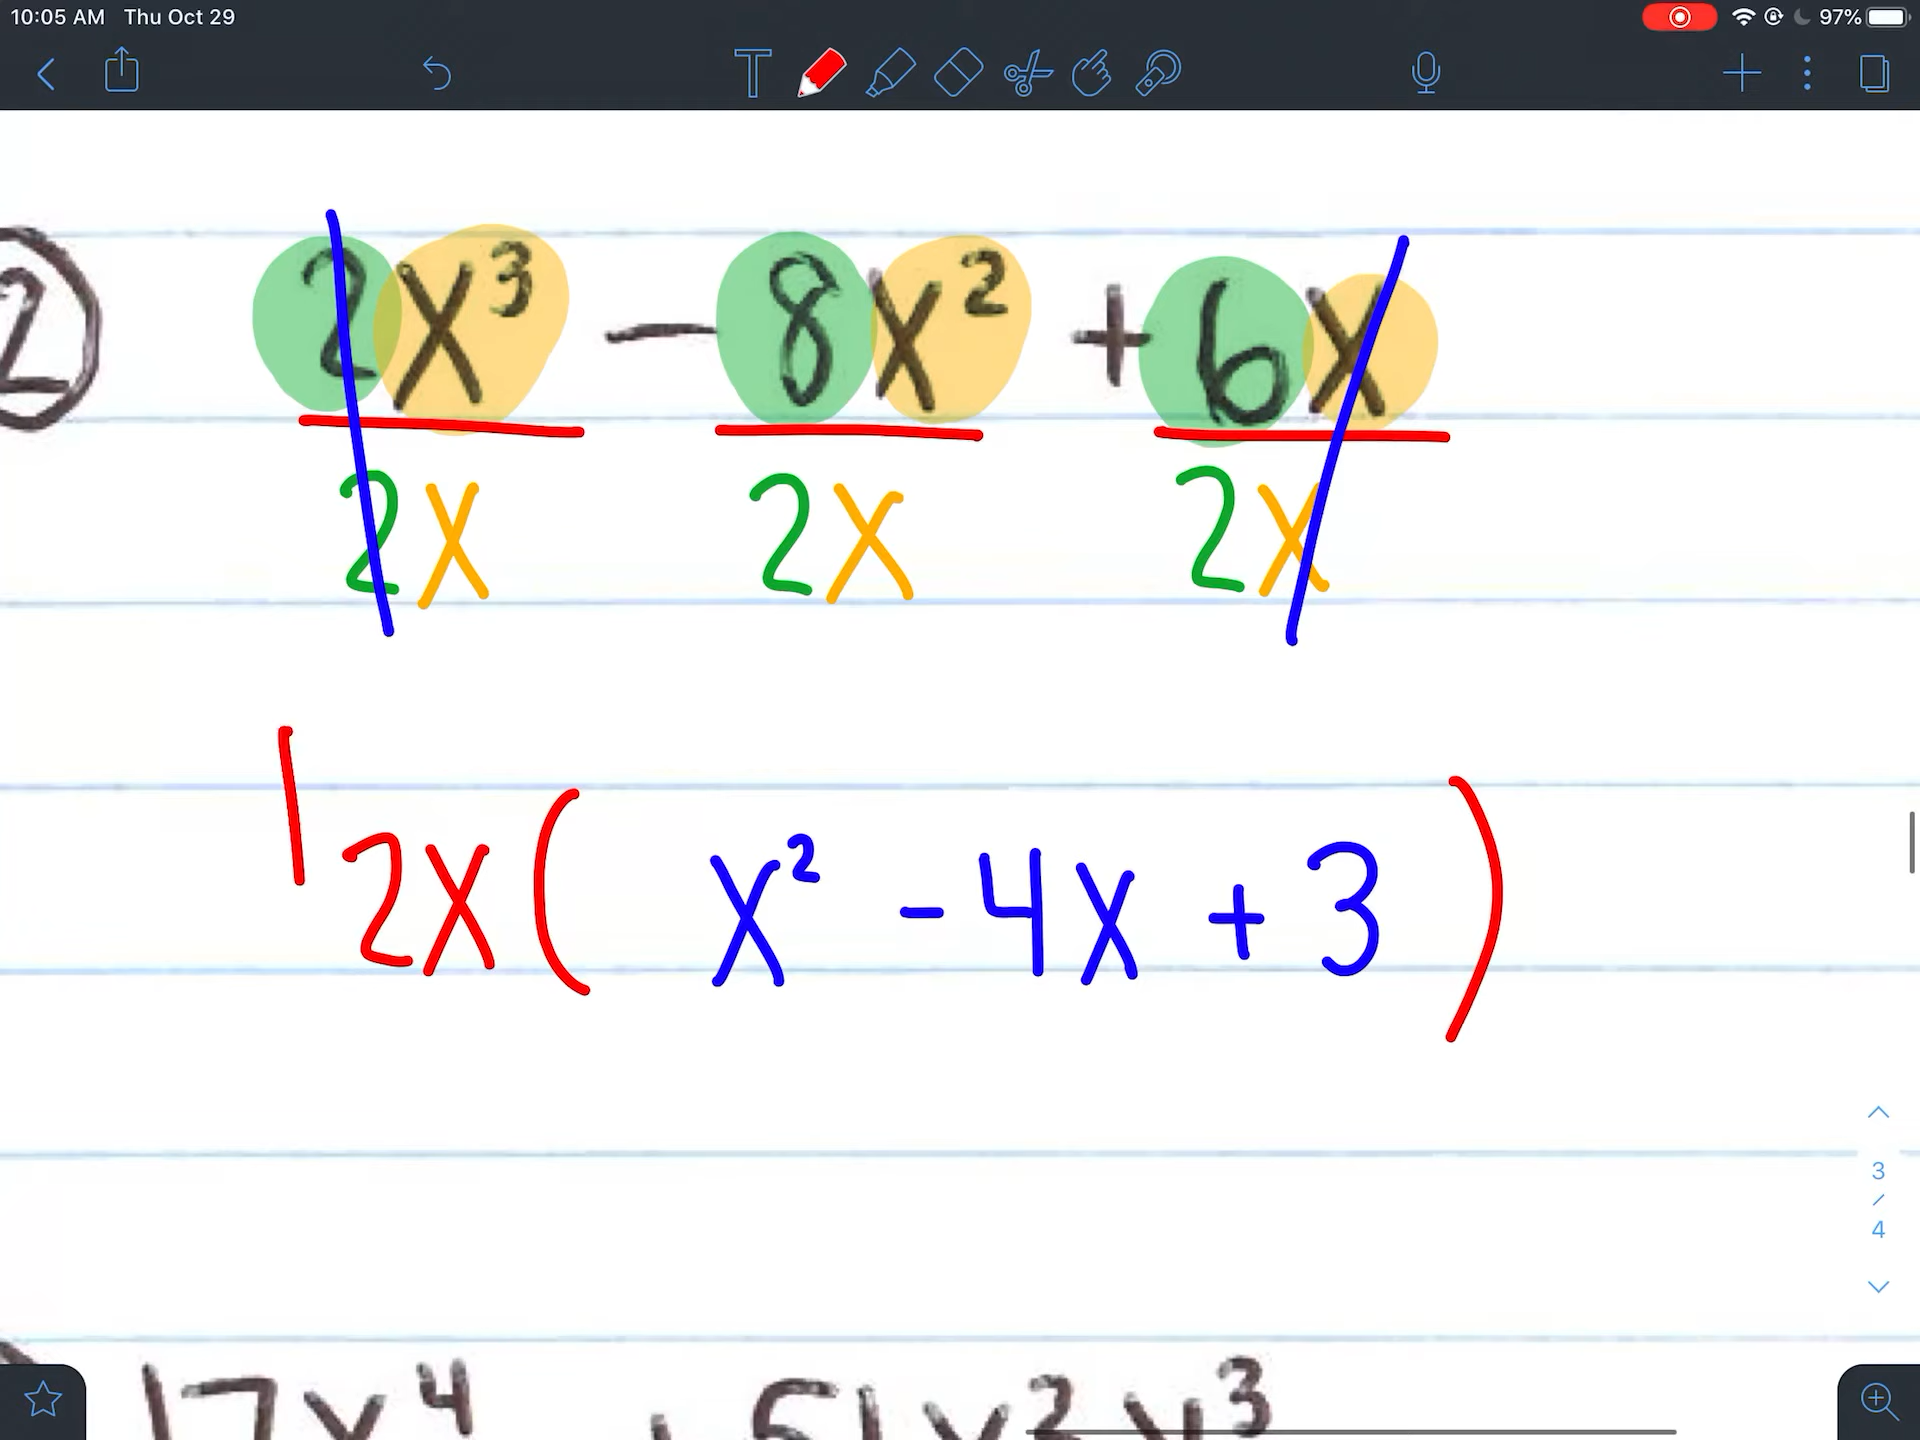 10:05 AM Thu Oct 29 97%
T
2 2x³ - 8x² + 6x
2x 2x 2x
2x( x² - 4x + 3 )
3
/
4
17x⁴